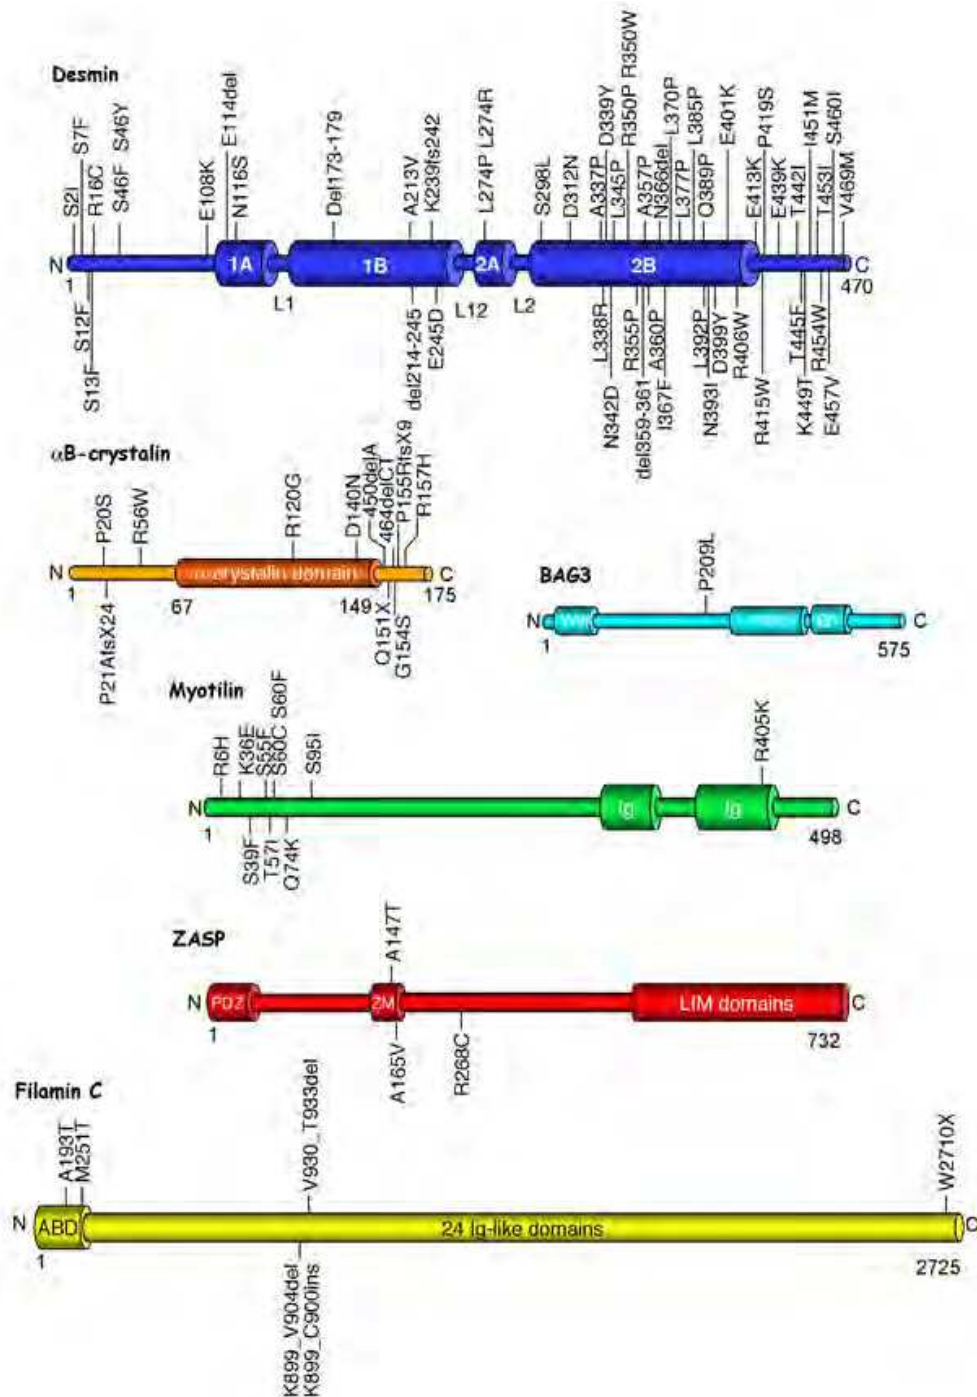 Desmin
S2I
S7F
R16C
S46F
S46Y
E108K
E114del
N116S
Del173-179
A213V
K239fs242
L274P
L274R
S298L
D312N
A337P
D339Y
L345P
R350P
R350W
A357P
N366del
L370P
L377P
L385P
Q389P
E401K
E413K
P419S
E439K
T442I
I451M
T453I
S460I
V469M
N
1A
1B
2A
2B
C
1
L1
L12
L2
470
S12F
S13F
del214-245
E245D
L338R
N342D
R355P
del359-361
A360P
I367F
L392P
N393I
D399Y
R406W
R415W
T445F
K449T
R454W
E457V
αB-crystalin
P20S
R56W
R120G
D140N
450delA
464delCT
P155RfsX9
R157H
N
crystalin domain
C
1
67
149
175
P21AfsX24
Q151X
G154S
BAG3
P209L
N
C
1
575
Myotilin
R6H
K36E
S55F
S60C
S60F
S95I
R405K
N
Ig
Ig
C
1
498
S39F
T57I
Q74K
ZASP
A147T
N
PDZ
ZM
LIM domains
C
1
732
A165V
R268C
Filamin C
A193T
M251T
V930_T933del
W2710X
N
ABD
24 Ig-like domains
C
1
2725
K899_V904del
K899_C900ins